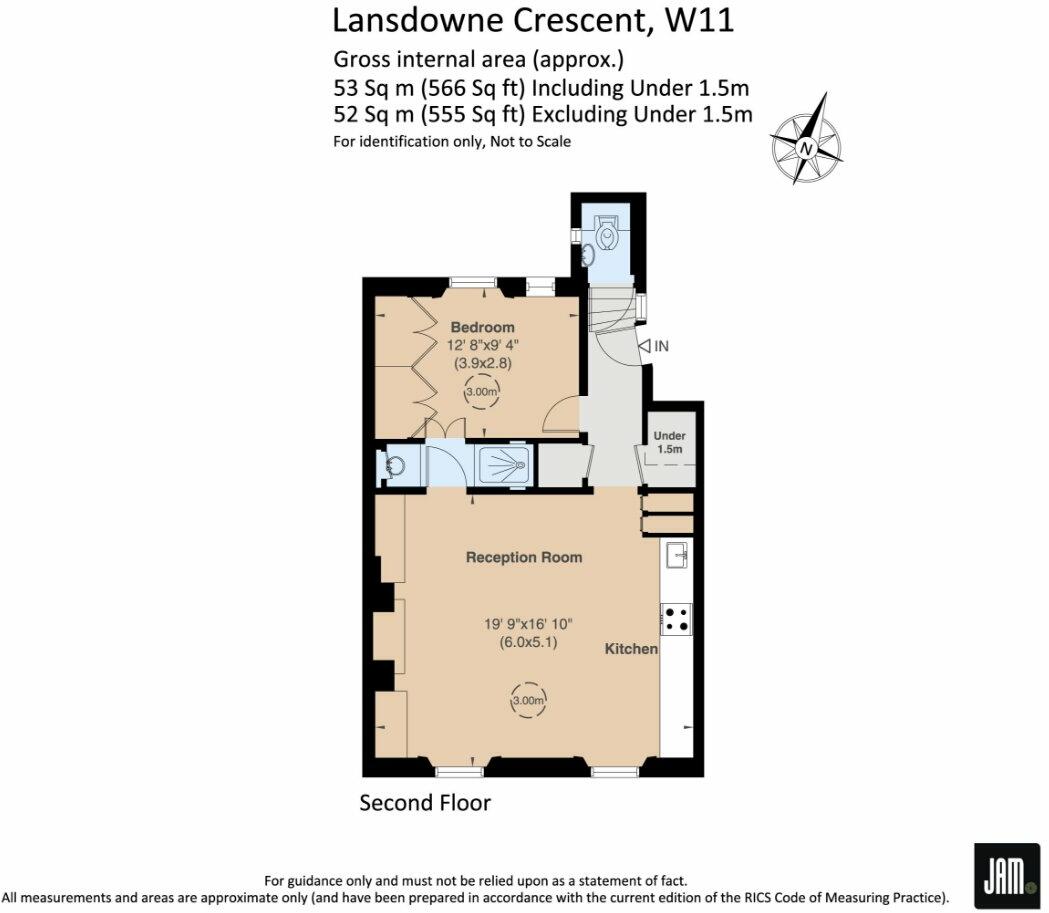 Lansdowne Crescent, W11
Gross internal area (approx.)
53 Sq m (566 Sq ft) Including Under 1.5m
52 Sq m (555 Sq ft) Excluding Under 1.5m
For identification only, Not to Scale
N
IN
Bedroom
12' 8"x9' 4"
(3.9x2.8)
3.00m
Under
1.5m
Reception Room
19' 9"x16' 10"
(6.0x5.1)
Kitchen
3.00m
Second Floor
JAM
For guidance only and must not be relied upon as a statement of fact.
All measurements and areas are approximate only (and have been prepared in accordance with the current edition of the RICS Code of Measuring Practice).